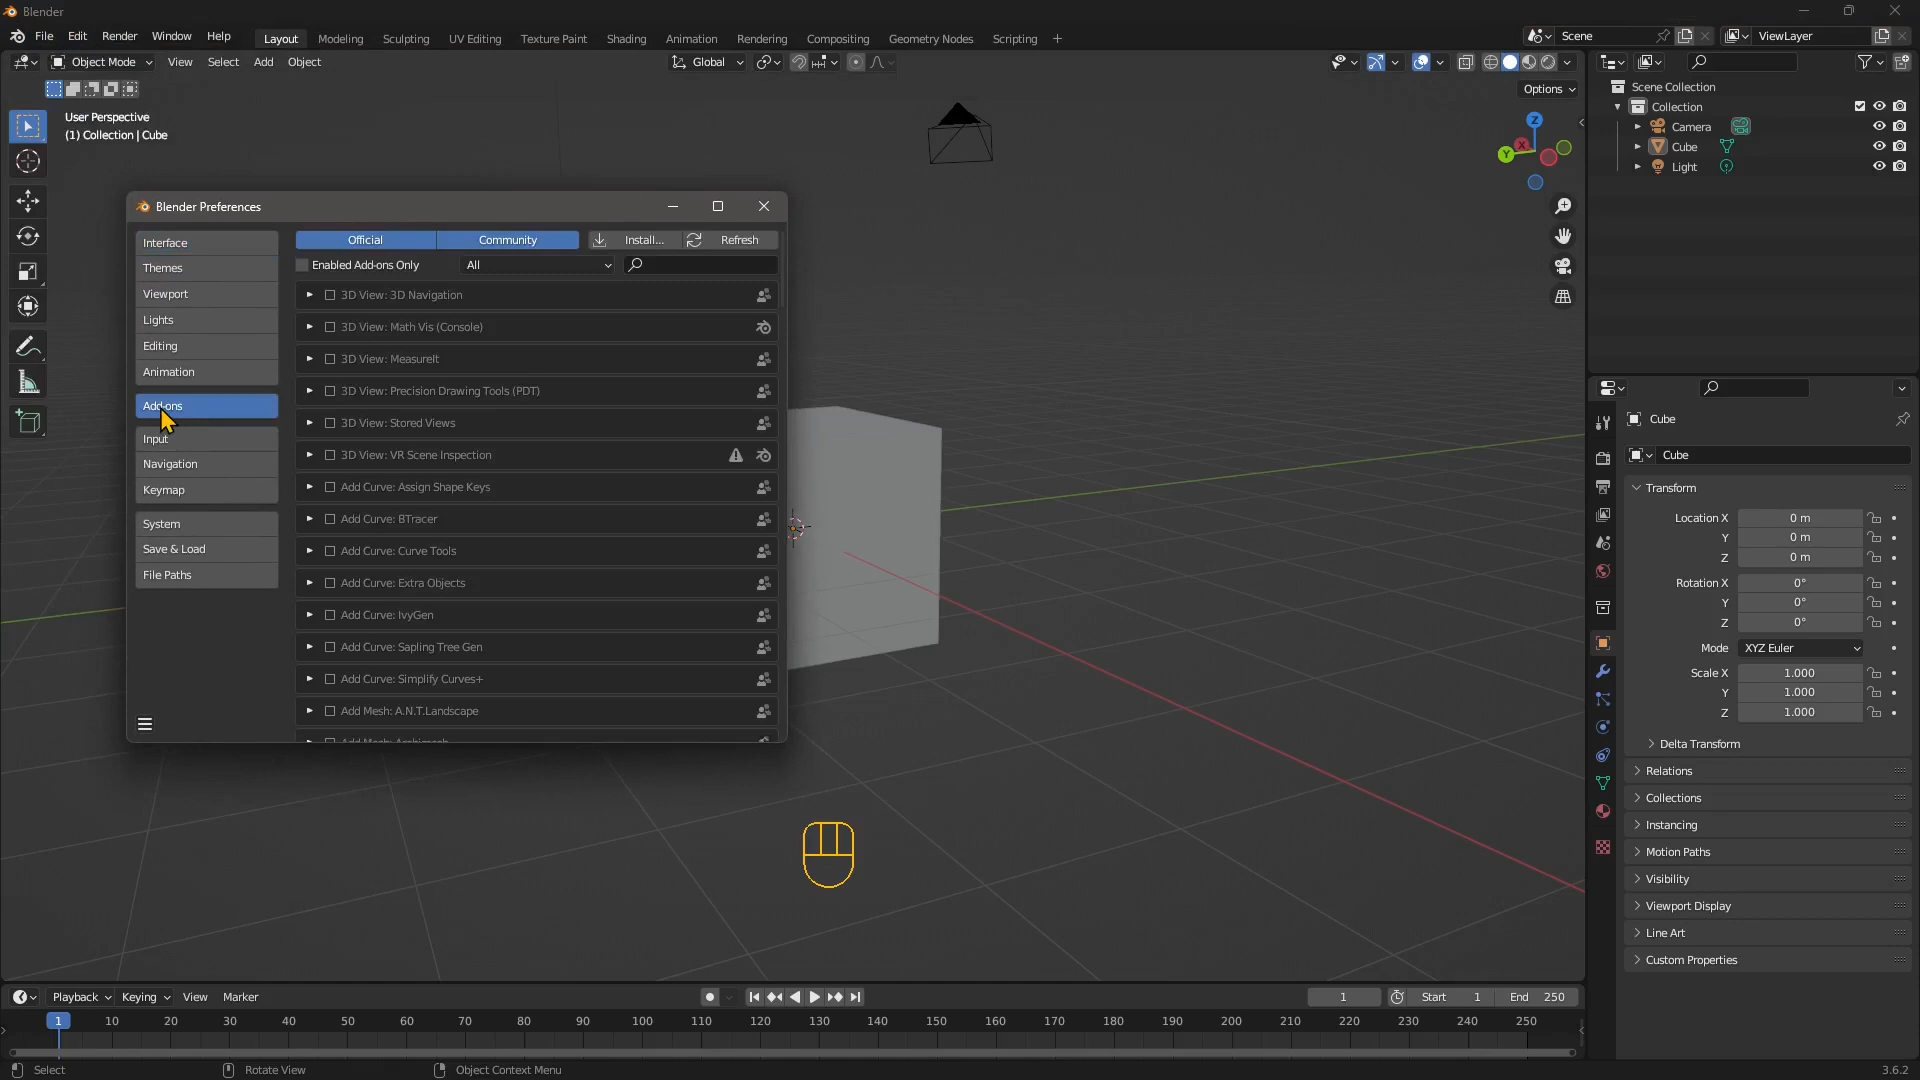 Blender
File Edit Render Window Help Layout Modeling Sculpting UV Editing Texture Paint Shading Animation Rendering Compositing Geometry Nodes Scripting + Scene ViewLayer
Object Mode View Select Add Object Global
Options
User Perspective
(1) Collection | Cube
Z
X
Y
Scene Collection
Collection
Camera
Cube
Light
Blender Preferences
Interface
Themes
Viewport
Lights
Editing
Animation
Add-ons
Input
Navigation
Keymap
System
Save & Load
File Paths
Official Community Install... Refresh
Enabled Add-ons Only All
3D View: 3D Navigation
3D View: Math Vis (Console)
3D View: MeasureIt
3D View: Precision Drawing Tools (PDT)
3D View: Stored Views
3D View: VR Scene Inspection
Add Curve: Assign Shape Keys
Add Curve: BTracer
Add Curve: Curve Tools
Add Curve: Extra Objects
Add Curve: IvyGen
Add Curve: Sapling Tree Gen
Add Curve: Simplify Curves+
Add Mesh: A.N.T.Landscape
Cube
Cube
Transform
Location X 0 m
Y 0 m
Z 0 m
Rotation X 0°
Y 0°
Z 0°
Mode XYZ Euler
Scale X 1.000
Y 1.000
Z 1.000
Delta Transform
Relations
Collections
Instancing
Motion Paths
Visibility
Viewport Display
Line Art
Custom Properties
Playback Keying View Marker 1 Start 1 End 250
1 10 20 30 40 50 60 70 80 90 100 110 120 130 140 150 160 170 180 190 200 210 220 230 240 250
Select Rotate View Object Context Menu 3.6.2